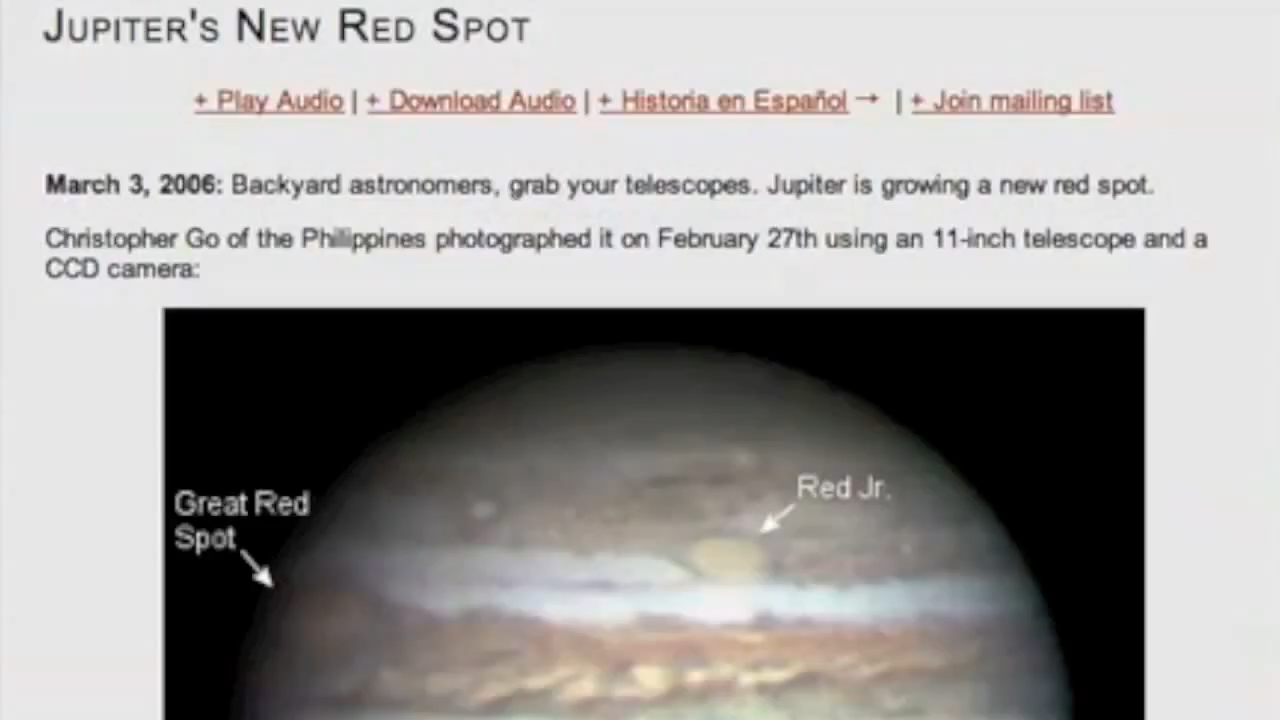 JUPITER'S NEW RED SPOT
+ Play Audio | + Download Audio | + Historia en Español → | + Join mailing list
March 3, 2006: Backyard astronomers, grab your telescopes. Jupiter is growing a new red spot.
Christopher Go of the Philippines photographed it on February 27th using an 11-inch telescope and a
CCD camera:
Red Jr.
Great Red
Spot